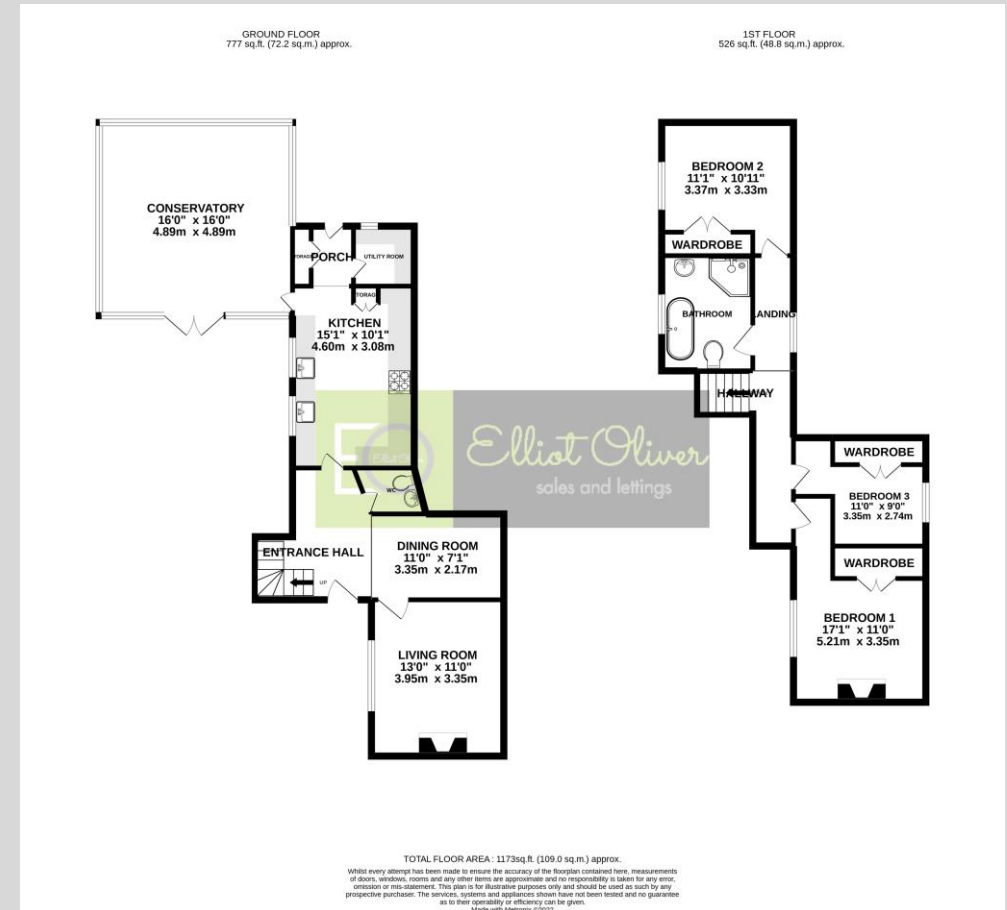 GROUND FLOOR
777 sq.ft. (72.2 sq.m.) approx.
1ST FLOOR
526 sq.ft. (48.8 sq.m.) approx.
CONSERVATORY
16'0" x 16'0"
4.89m x 4.89m
TORAG
PORCH
UTILITY ROOM
TORAG
KITCHEN
15'1" x 10'1"
4.60m x 3.08m
WC
ENTRANCE HALL
UP
DINING ROOM
11'0" x 7'1"
3.35m x 2.17m
LIVING ROOM
13'0" x 11'0"
3.95m x 3.35m
BEDROOM 2
11'1" x 10'11"
3.37m x 3.33m
WARDROBE
BATHROOM
LANDING
HALLWAY
WARDROBE
BEDROOM 3
11'0" x 9'0"
3.35m x 2.74m
WARDROBE
BEDROOM 1
17'1" x 11'0"
5.21m x 3.35m
EO
Elliot Oliver
sales and lettings
TOTAL FLOOR AREA : 1173sq.ft. (109.0 sq.m.) approx.
Whilst every attempt has been made to ensure the accuracy of the floorplan contained here, measurements
of doors, windows, rooms and any other items are approximate and no responsibility is taken for any error,
omission or mis-statement. This plan is for illustrative purposes only and should be used as such by any
prospective purchaser. The services, systems and appliances shown have not been tested and no guarantee
as to their operability or efficiency can be given.
Made with Metropix ©2022